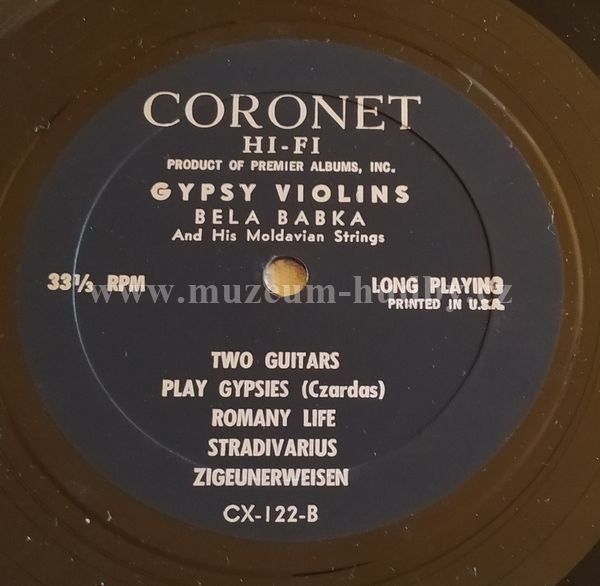 CORONET
HI-FI
PRODUCT OF PREMIER ALBUMS, INC.
GYPSY VIOLINS
BELA BABKA
And His Moldavian Strings
33⅓ RPM
LONG PLAYING
PRINTED IN U.S.A.
TWO GUITARS
PLAY GYPSIES (Czardas)
ROMANY LIFE
STRADIVARIUS
ZIGEUNERWEISEN
CX-122-B